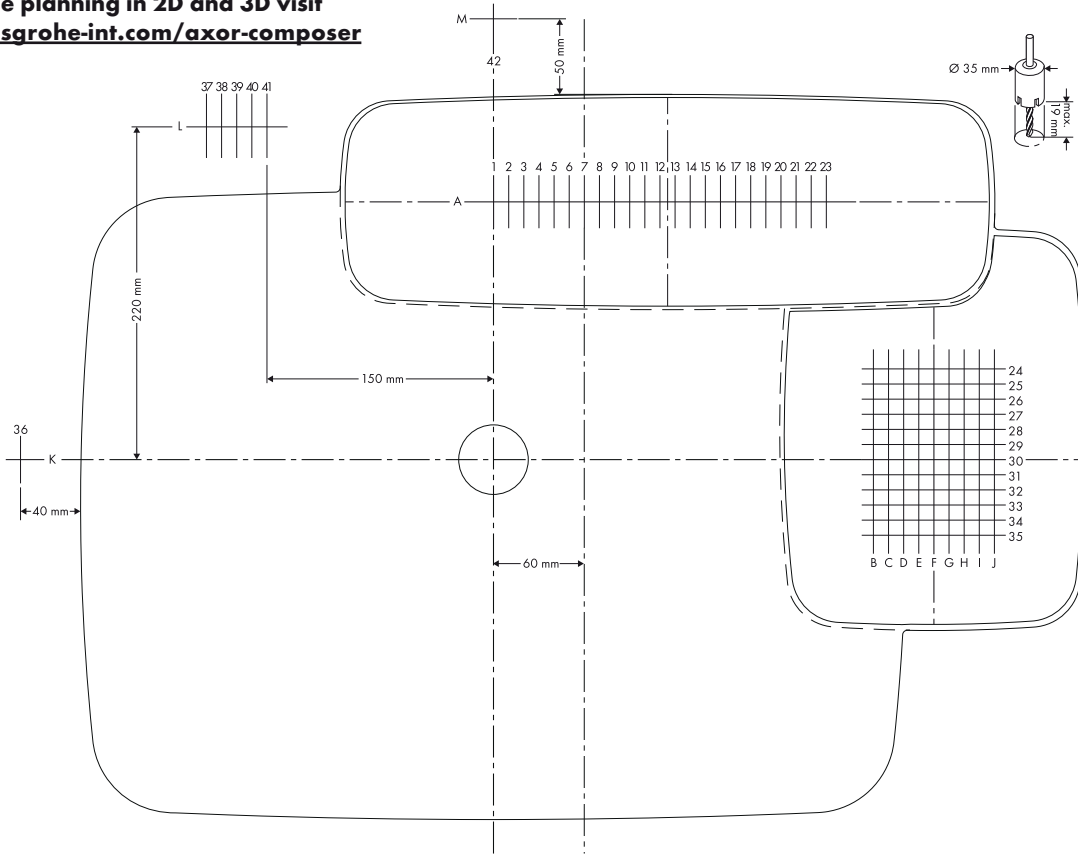 e planning in 2D and 3D visit
sgrohe-int.com/axor-composer
M
42
50 mm
Ø 35 mm
max.
19 mm
37 38 39 40 41
L
1 2 3 4 5 6 7 8 9 10 11 12 13 14 15 16 17 18 19 20 21 22 23
A
220 mm
150 mm
24
25
26
27
28
29
30
31
32
33
34
35
36
K
40 mm
60 mm
B C D E F G H I J